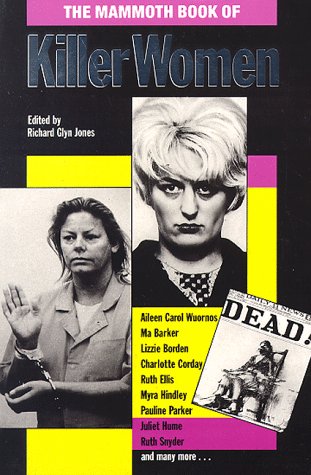 THE MAMMOTH BOOK OF
Killer Women
Edited by
Richard Glyn Jones
Aileen Carol Wuornos
Ma Barker
Lizzie Borden
Charlotte Corday
Ruth Ellis
Myra Hindley
Pauline Parker
Juliet Hume
Ruth Snyder
and many more . . .
DEAD!